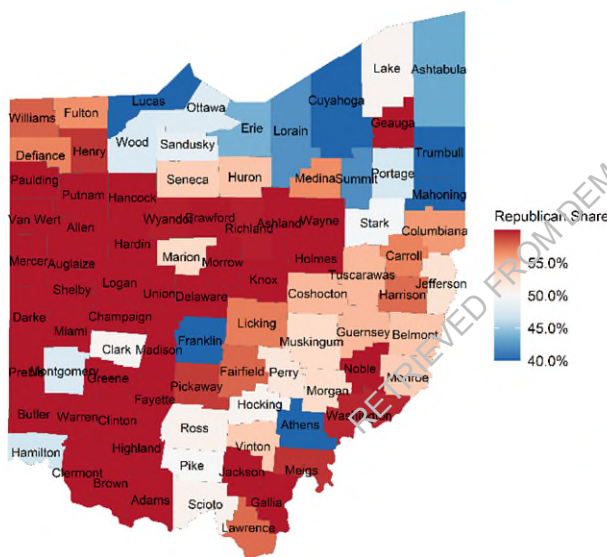 Lake
Ashtabula
Lucas
Ottawa
Cuyahoga
Williams
Fulton
Geauga
Wood
Erie
Lorain
Sandusky
Trumbull
Defiance
Henry
Huron
Medina
Summit
Portage
Seneca
Paulding
Mahoning
Putnam
Hancock
Van Wert
Wyandot
Crawford
Ashland
Wayne
Stark
Columbiana
Allen
Richland
Hardin
Carroll
Mercer
Auglaize
Marion
Morrow
Holmes
Tuscarawas
Jefferson
Logan
Knox
Harrison
Shelby
Union
Delaware
Coshocton
Darke
Champaign
Licking
Guernsey
Belmont
Miami
Franklin
Muskingum
Clark
Madison
Noble
Montgomery
Fairfield
Perry
Monroe
Greene
Pickaway
Morgan
Fayette
Hocking
Butler
Warren
Clinton
Washington
Ross
Athens
Hamilton
Highland
Vinton
Clermont
Pike
Meigs
Brown
Jackson
Adams
Scioto
Gallia
Lawrence
Republican Share
55.0%
50.0%
45.0%
40.0%
RETRIEVED FROM DEM